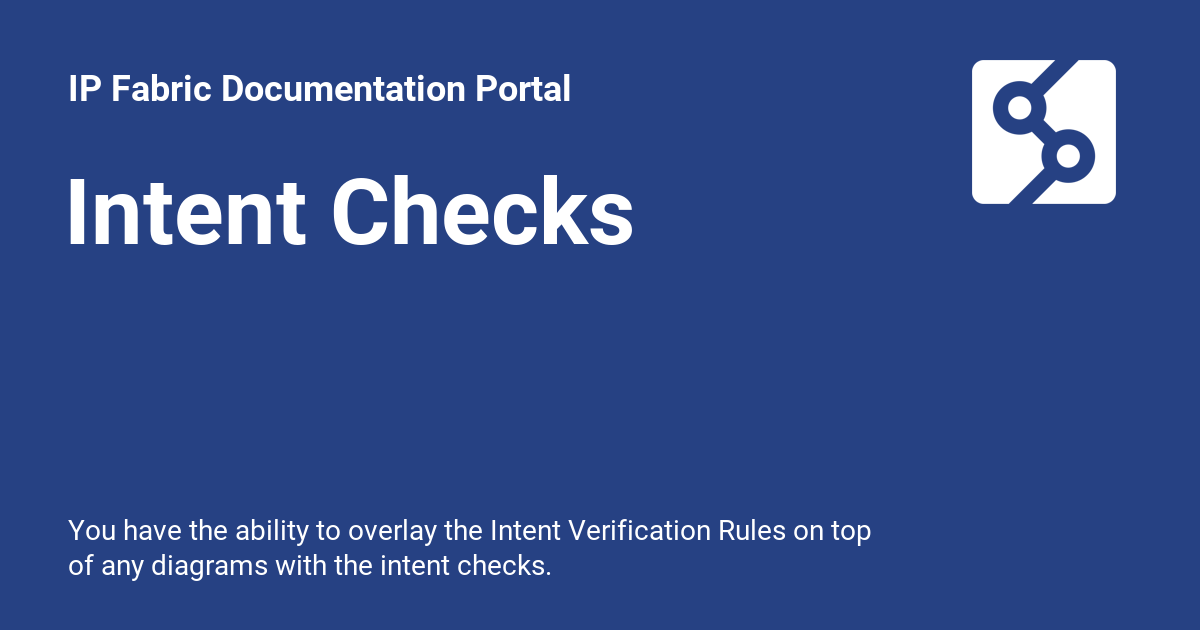 IP Fabric Documentation Portal
Intent Checks
You have the ability to overlay the Intent Verification Rules on top
of any diagrams with the intent checks.